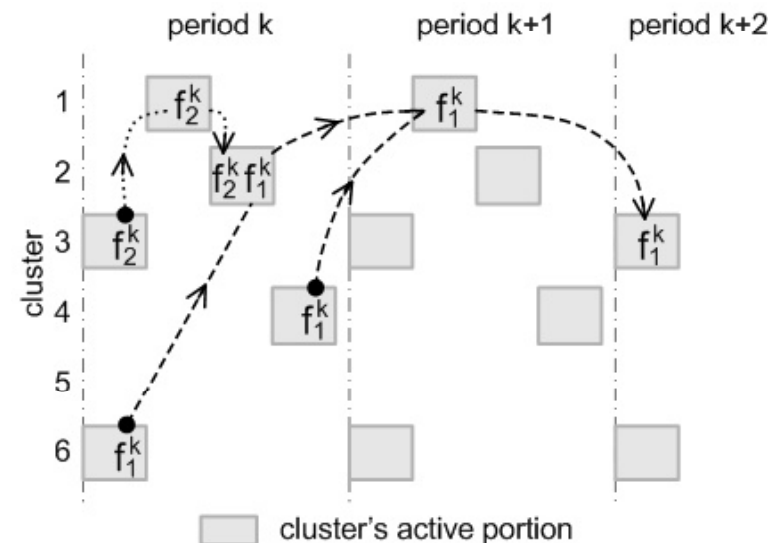 period k period k+1 period k+2
1 f₂ᵏ f₁ᵏ
2 f₂ᵏ f₁ᵏ
3 f₂ᵏ f₁ᵏ
cluster
4 f₁ᵏ
5
6 f₁ᵏ
cluster's active portion